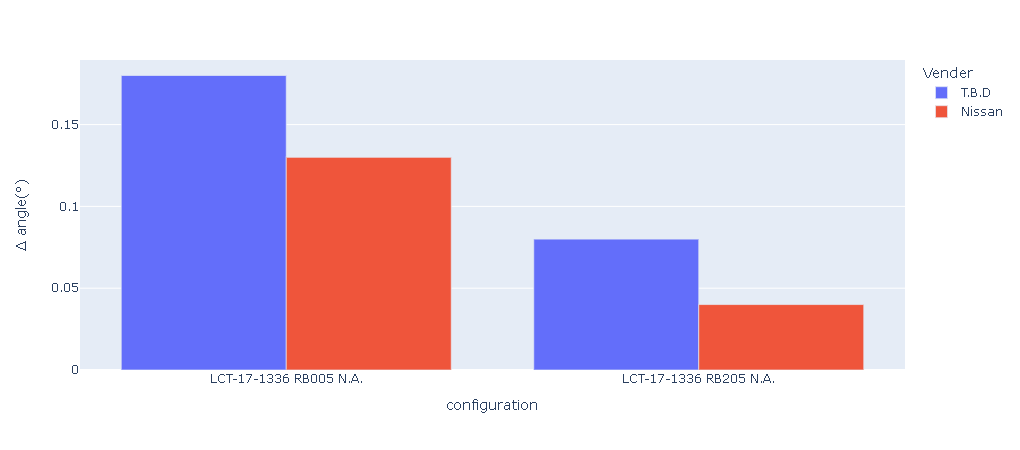 Vender
T.B.D
Nissan
Δ angle(°)
0.15
0.1
0.05
0
LCT-17-1336 RB005 N.A.
LCT-17-1336 RB205 N.A.
configuration